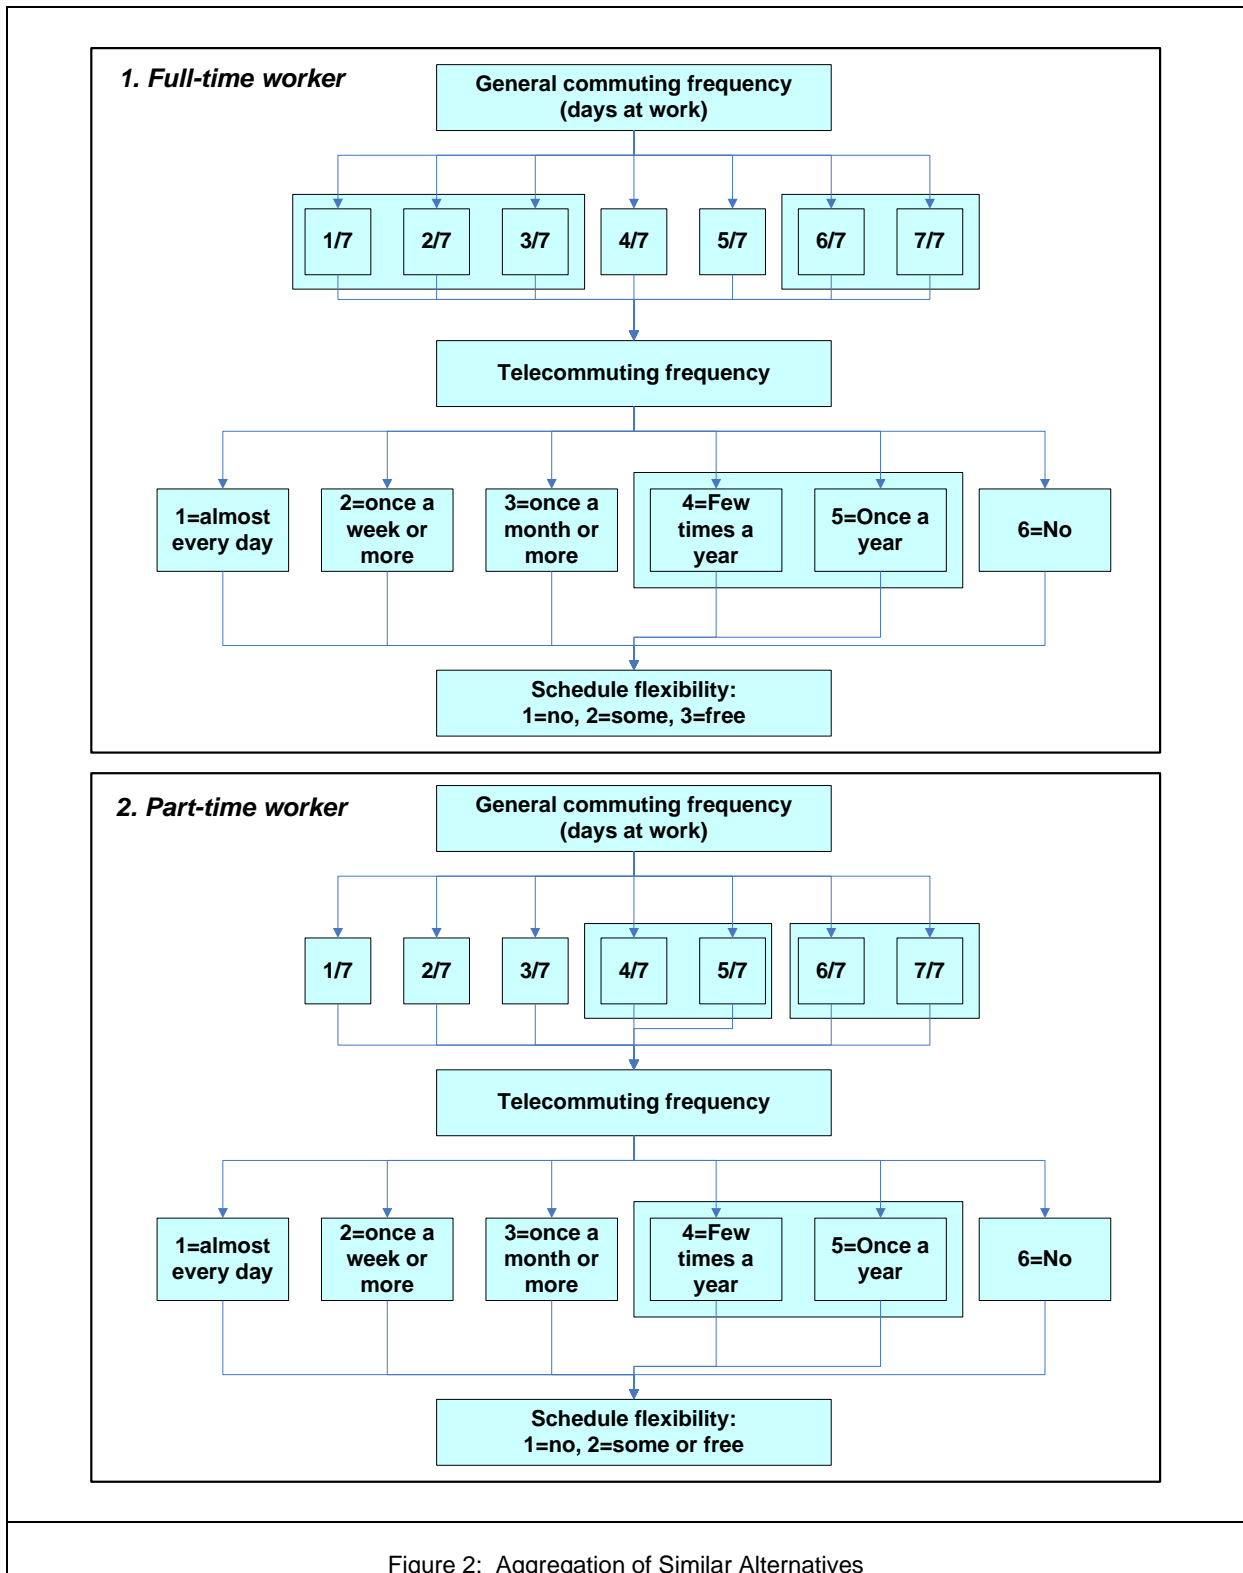 1. Full-time worker
General commuting frequency
(days at work)
1/7 2/7 3/7 4/7 5/7 6/7 7/7
Telecommuting frequency
1=almost
every day
2=once a
week or
more
3=once a
month or
more
4=Few
times a
year
5=Once a
year
6=No
Schedule flexibility:
1=no, 2=some, 3=free
2. Part-time worker
General commuting frequency
(days at work)
1/7 2/7 3/7 4/7 5/7 6/7 7/7
Telecommuting frequency
1=almost
every day
2=once a
week or
more
3=once a
month or
more
4=Few
times a
year
5=Once a
year
6=No
Schedule flexibility:
1=no, 2=some or free
Figure 2: Aggregation of Similar Alternatives